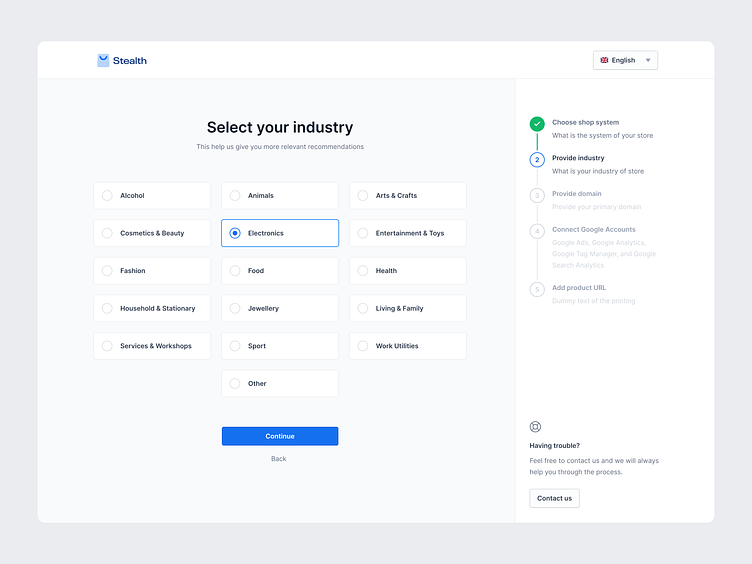 Stealth
English
Select your industry
This help us give you more relevant recommendations
Alcohol
Animals
Arts & Crafts
Cosmetics & Beauty
Electronics
Entertainment & Toys
Fashion
Food
Health
Household & Stationary
Jewellery
Living & Family
Services & Workshops
Sport
Work Utilities
Other
Continue
Back
Choose shop system
What is the system of your store
2
Provide industry
What is your industry of store
3
Provide domain
Provide your primary domain
4
Connect Google Accounts
Google Ads, Google Analytics,
Google Tag Manager, and Google
Search Analytics
5
Add product URL
Dummy text of the printing
Having trouble?
Feel free to contact us and we will always
help you through the process.
Contact us